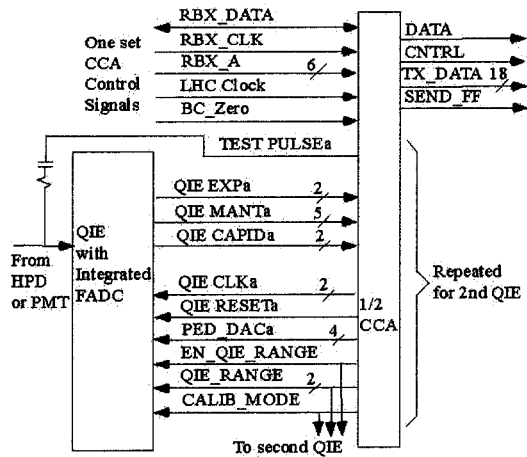 RBX_DATA
One set
CCA
Control
Signals
RBX_CLK
RBX_A 6
LHC Clock
BC_Zero
DATA
CNTRL
TX_DATA 18
SEND_FF
TEST PULSEa
QIE EXPa 2
QIE MANTa 5
QIE CAPIDa 2
QIE
with
Integrated
FADC
From
HPD
or PMT
QIE CLKa 2
QIE RESETa
PED_DACa 4
EN_QIE_RANGE
QIE_RANGE 2
CALIB_MODE
1/2
CCA
Repeated
for 2nd QIE
To second QIE